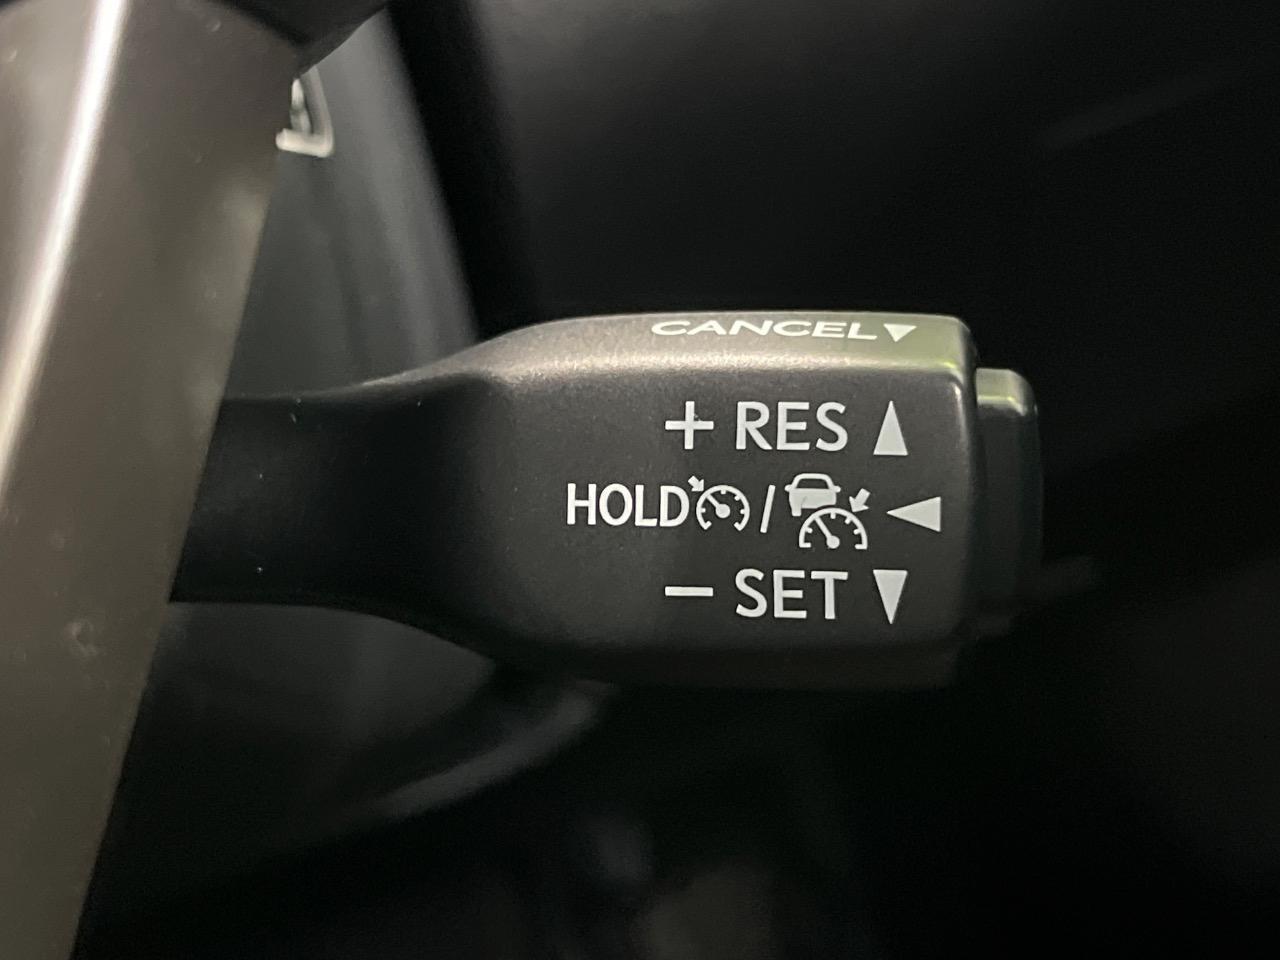 CANCEL▼
+ RES ▲
HOLD / ◀
− SET ▼